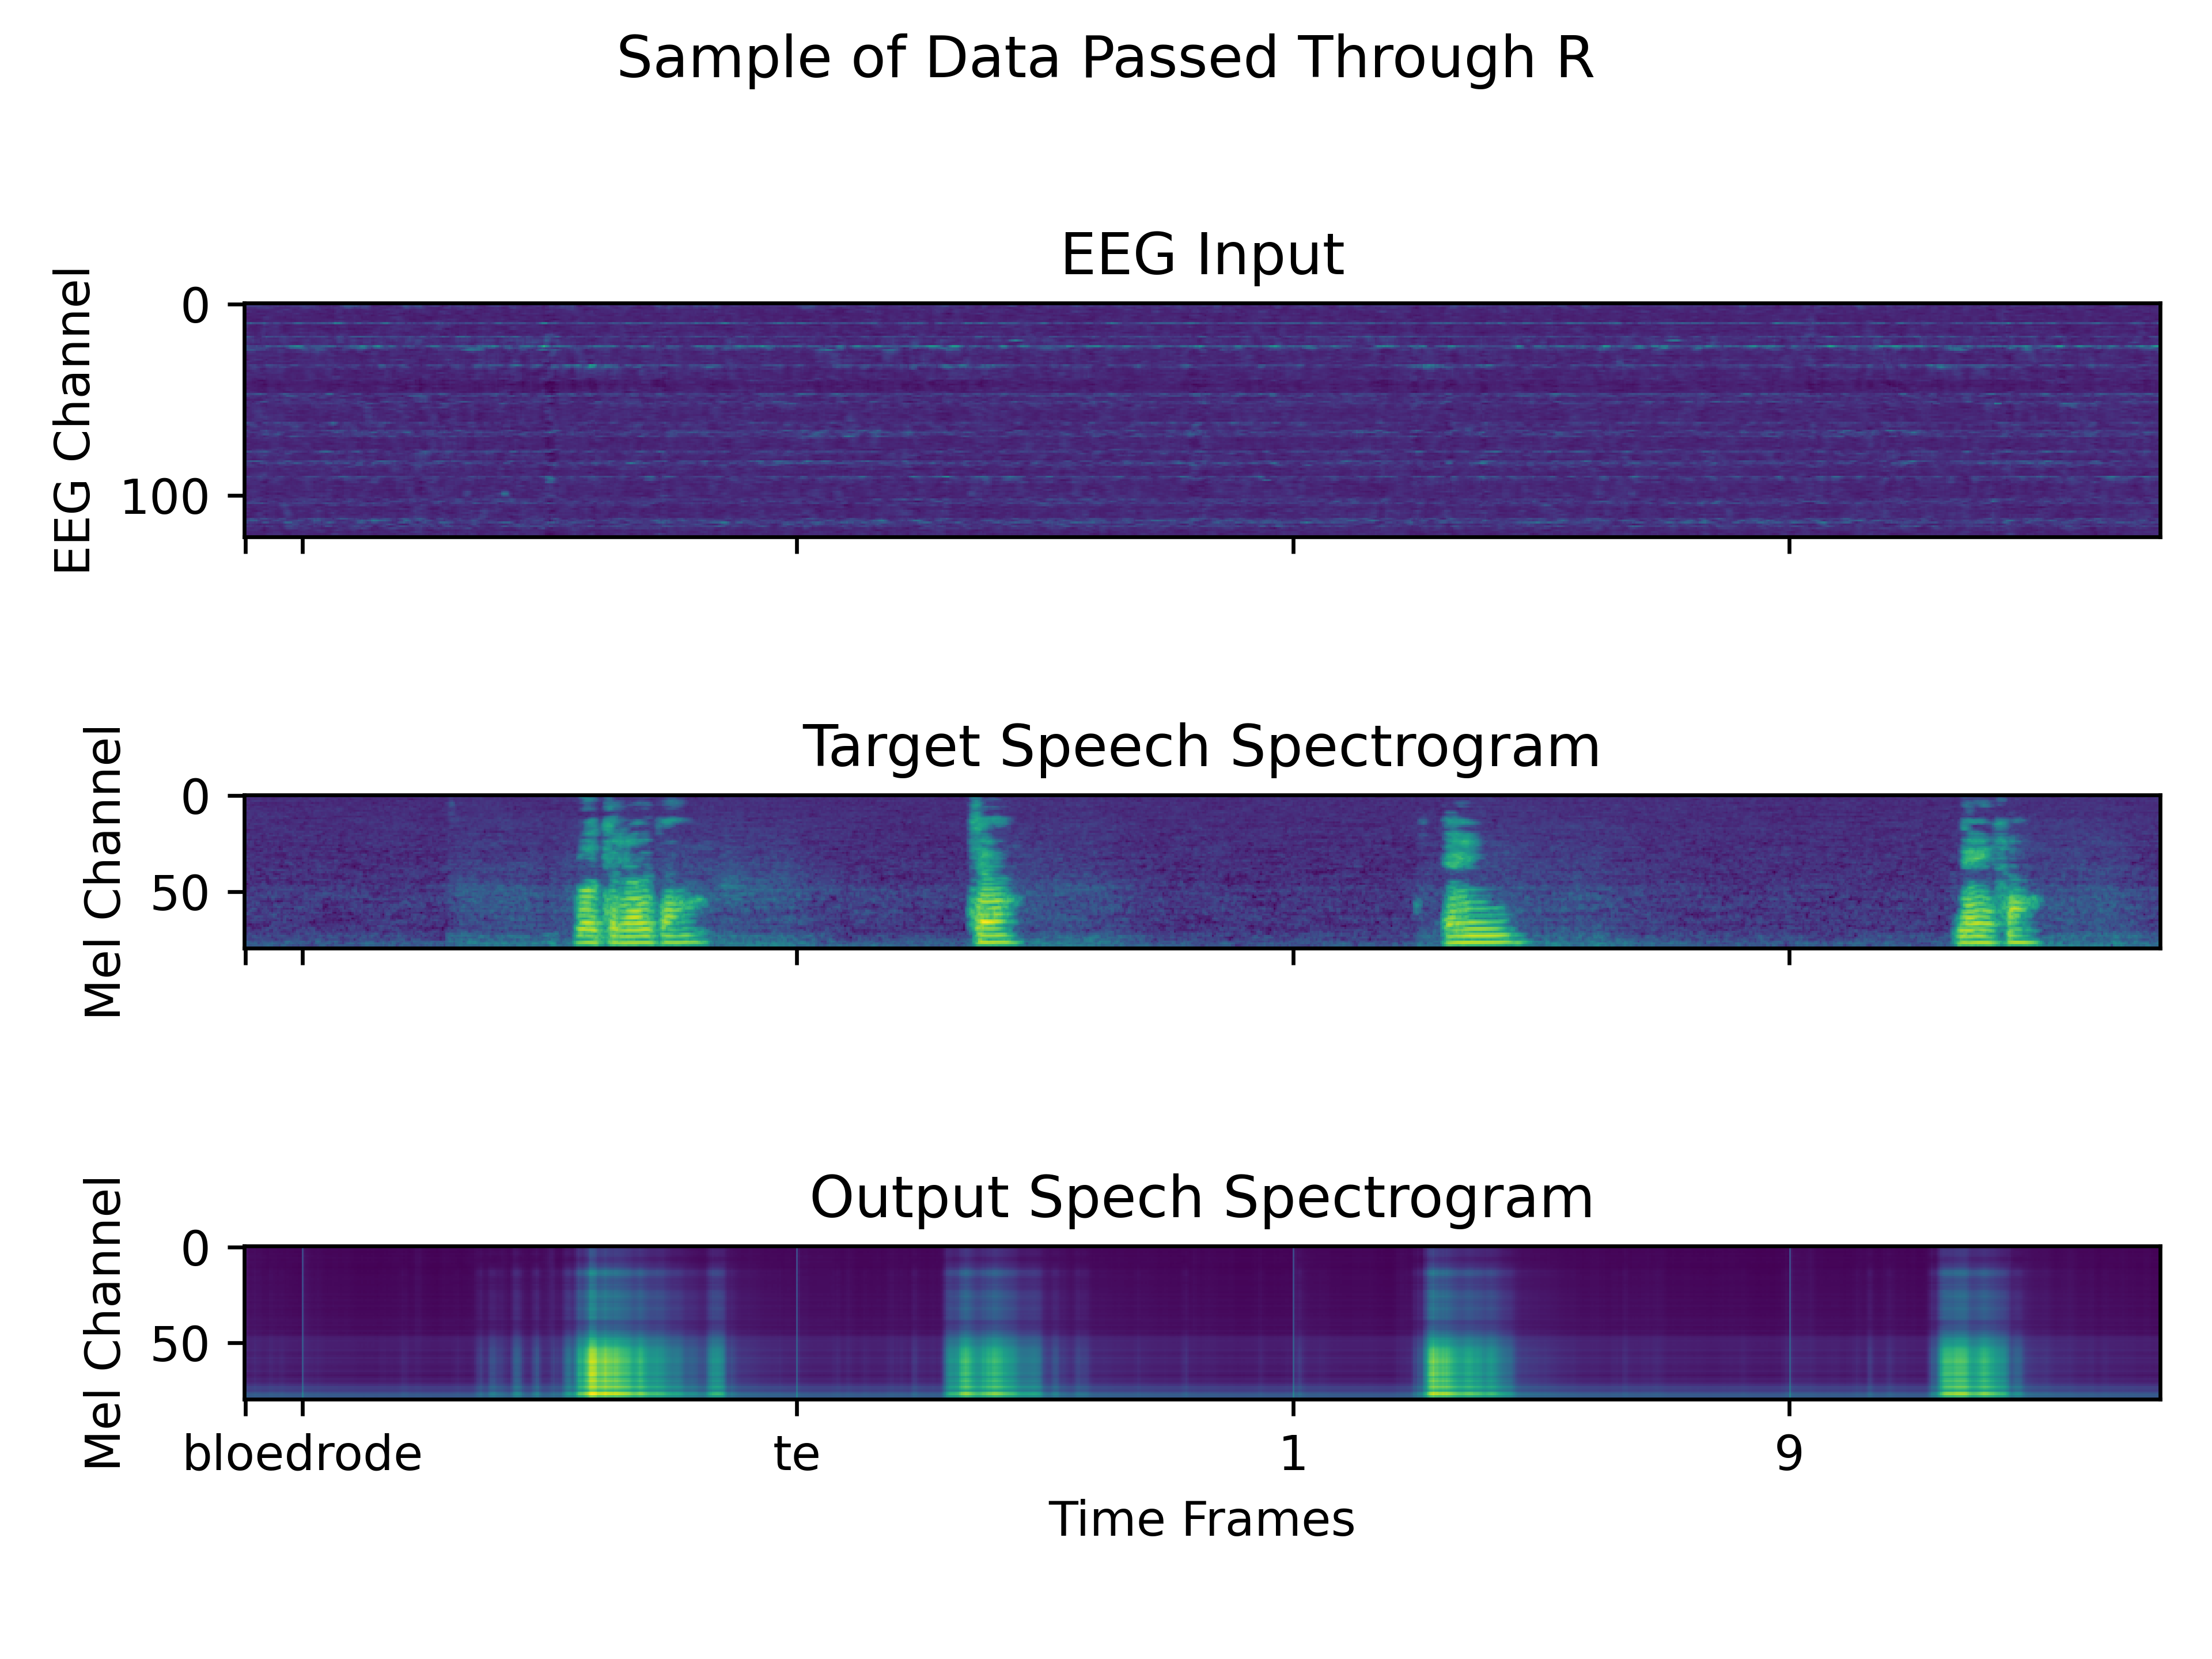 Sample of Data Passed Through R
EEG Input
EEG Channel
0
100
Target Speech Spectrogram
Mel Channel
0
50
Output Spech Spectrogram
Mel Channel
0
50
bloedrode te 1 9
Time Frames